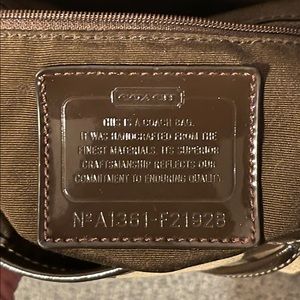 COACH
THIS IS A COACH BAG.
IT WAS HANDCRAFTED FROM THE
FINEST MATERIALS. ITS SUPERIOR
CRAFTSMANSHIP REFLECTS OUR
COMMITMENT TO ENDURING QUALITY.
Nº A1361-F21926